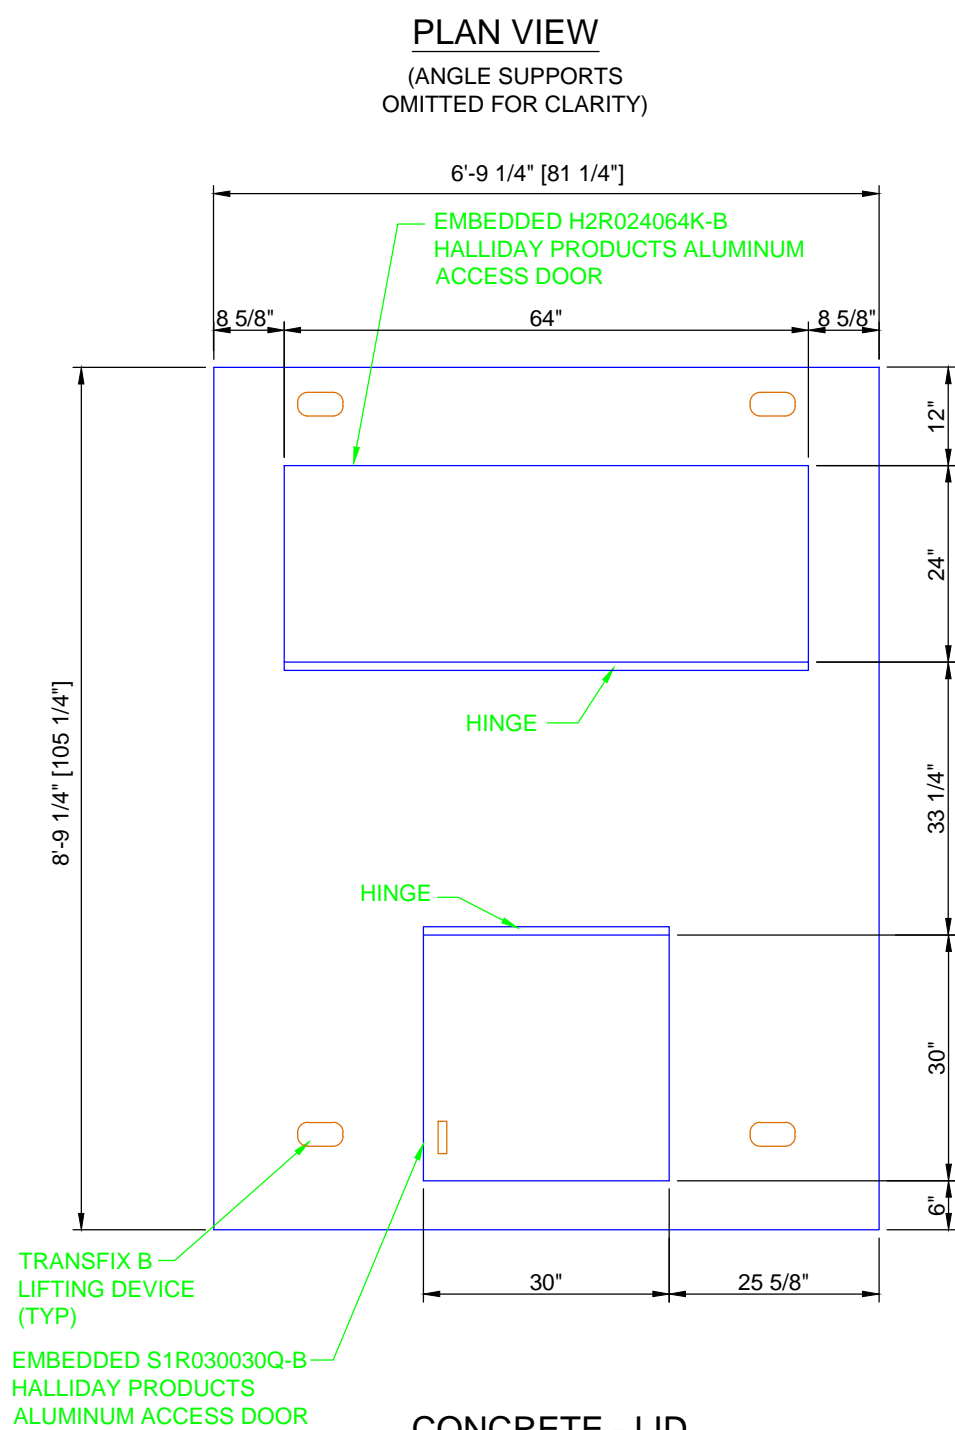 PLAN VIEW
(ANGLE SUPPORTS
OMITTED FOR CLARITY)
6'-9 1/4" [81 1/4"]
EMBEDDED H2R024064K-B
HALLIDAY PRODUCTS ALUMINUM
ACCESS DOOR
8 5/8"
64"
8 5/8"
12"
24"
HINGE
8'-9 1/4" [105 1/4"]
33 1/4"
HINGE
30"
6"
TRANSFIX B
LIFTING DEVICE
(TYP)
30"
25 5/8"
EMBEDDED S1R030030Q-B
HALLIDAY PRODUCTS
ALUMINUM ACCESS DOOR
CONCRETE - LID